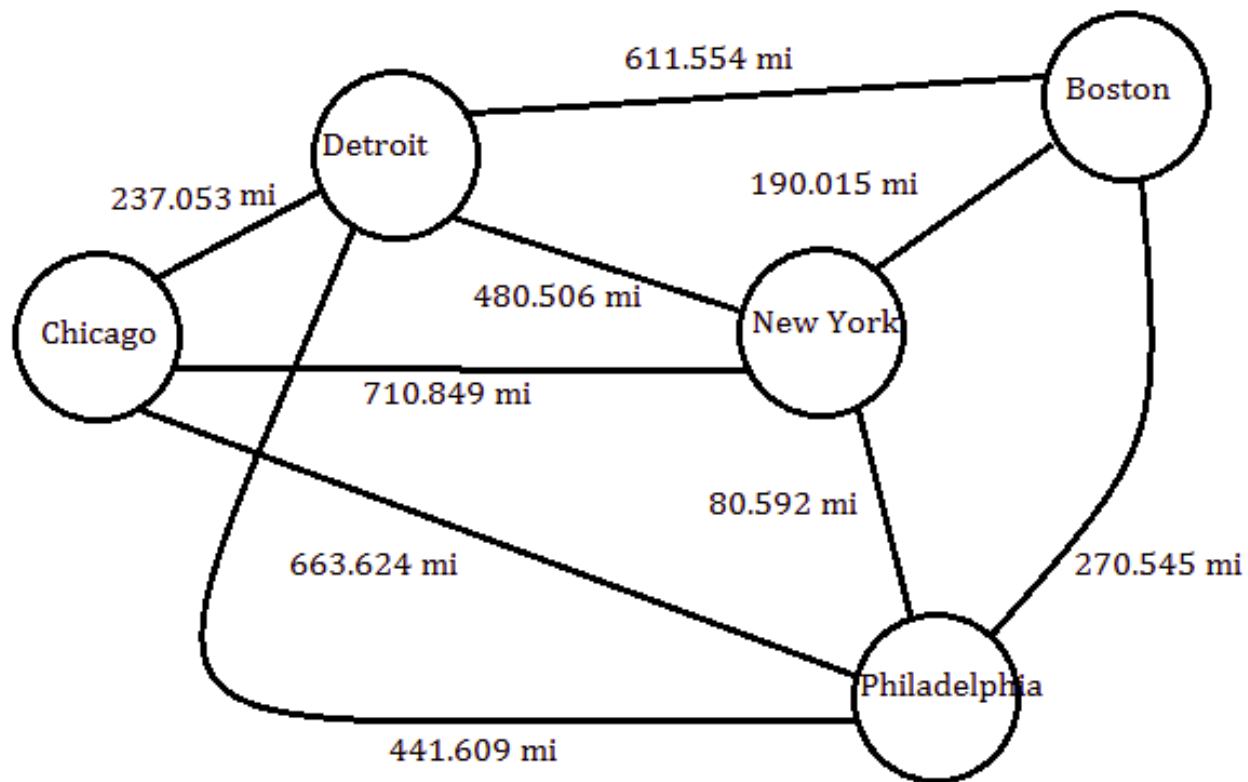 611.554 mi
Boston
Detroit
237.053 mi
190.015 mi
480.506 mi
New York
Chicago
710.849 mi
80.592 mi
663.624 mi
270.545 mi
Philadelphia
441.609 mi